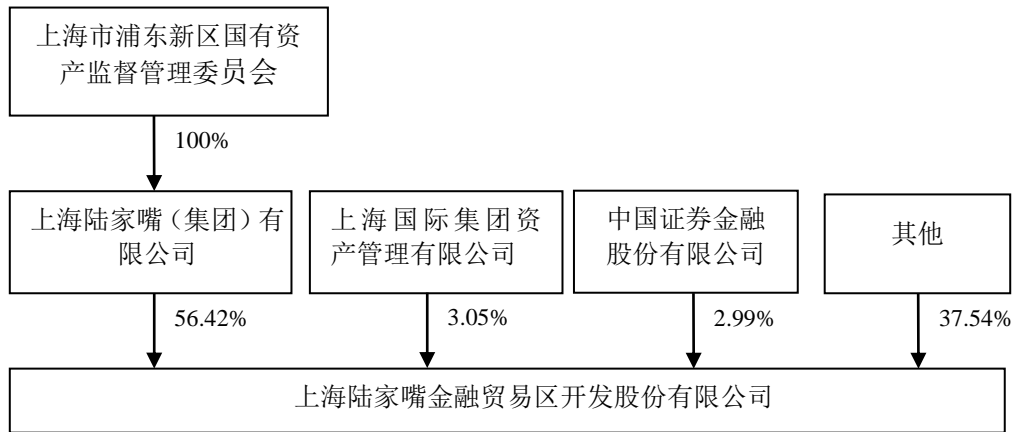 上海市浦东新区国有资
产监督管理委员会
100%
上海陆家嘴（集团）有
限公司
上海国际集团资
产管理有限公司
中国证券金融
股份有限公司
其他
56.42%
3.05%
2.99%
37.54%
上海陆家嘴金融贸易区开发股份有限公司